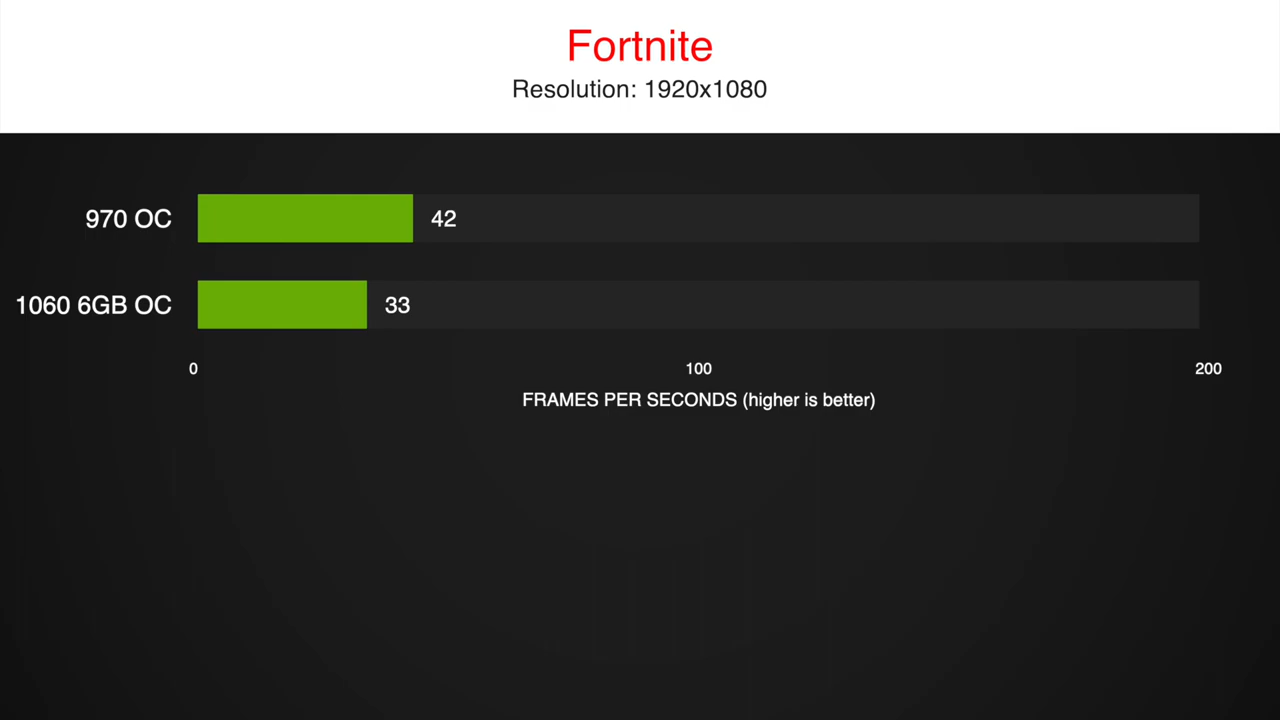 Fortnite
Resolution: 1920x1080
970 OC 42
1060 6GB OC 33
0 100 200
FRAMES PER SECONDS (higher is better)